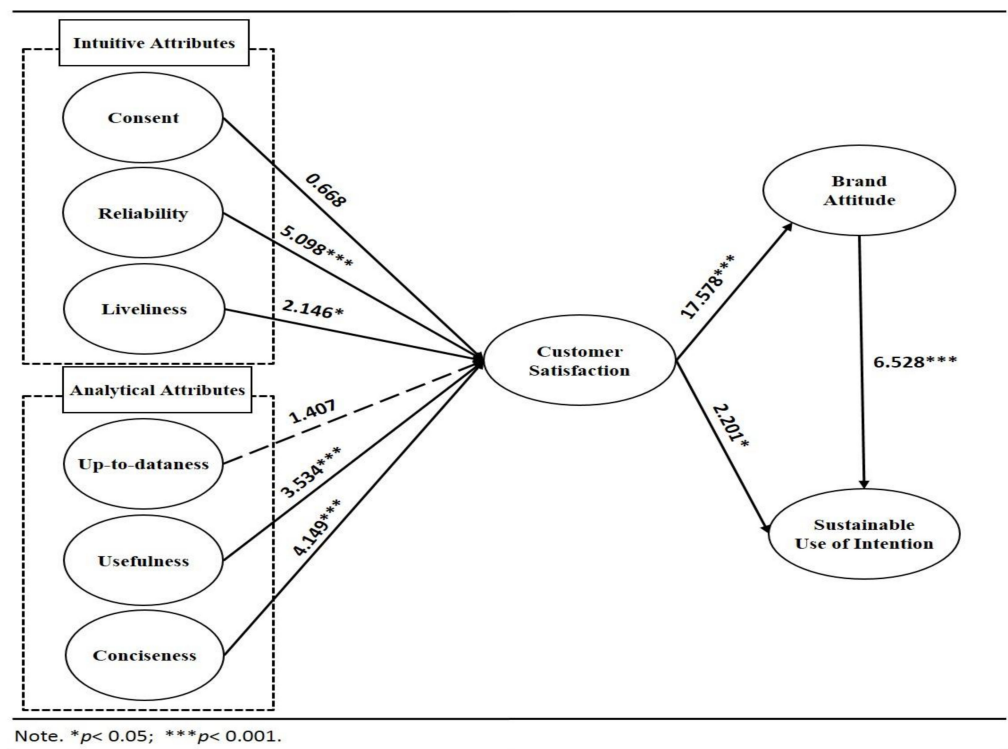 Intuitive Attributes
Consent
Reliability
Liveliness
Analytical Attributes
Up-to-dataness
Usefulness
Conciseness
0.668
5.098***
2.146*
1.407
3.534***
4.149***
Customer
Satisfaction
17.578***
2.201*
Brand
Attitude
6.528***
Sustainable
Use of Intention
Note. *p< 0.05; ***p< 0.001.